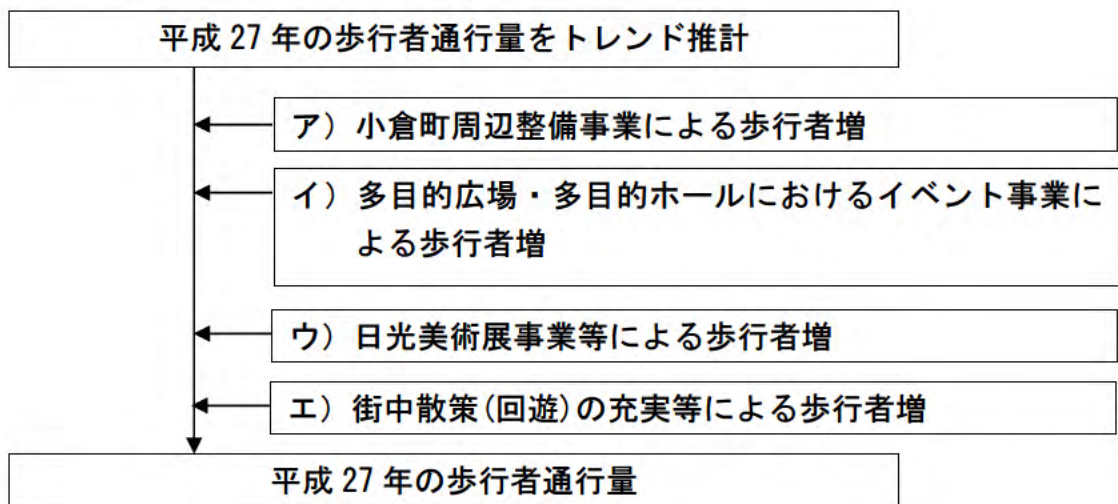 平成 27 年の歩行者通行量をトレンド推計
ア）小倉町周辺整備事業による歩行者増
イ）多目的広場・多目的ホールにおけるイベント事業に
よる歩行者増
ウ）日光美術展事業等による歩行者増
エ）街中散策(回遊)の充実等による歩行者増
平成 27 年の歩行者通行量